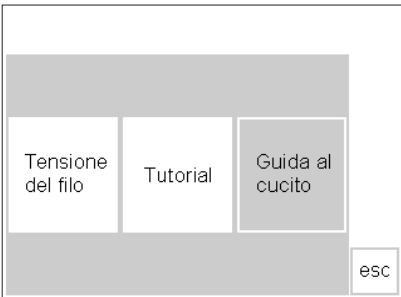 Tensione
del filo
Tutorial
Guida al
cucito
esc